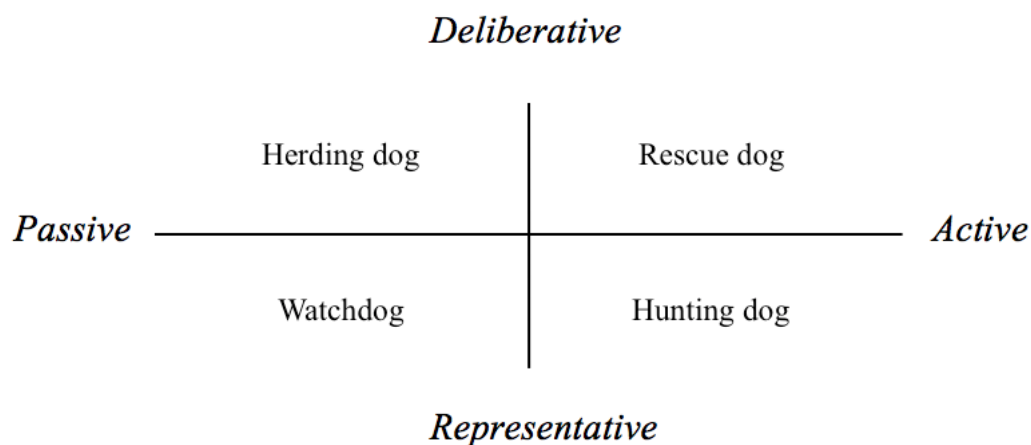 Deliberative
Herding dog
Rescue dog
Passive
Active
Watchdog
Hunting dog
Representative